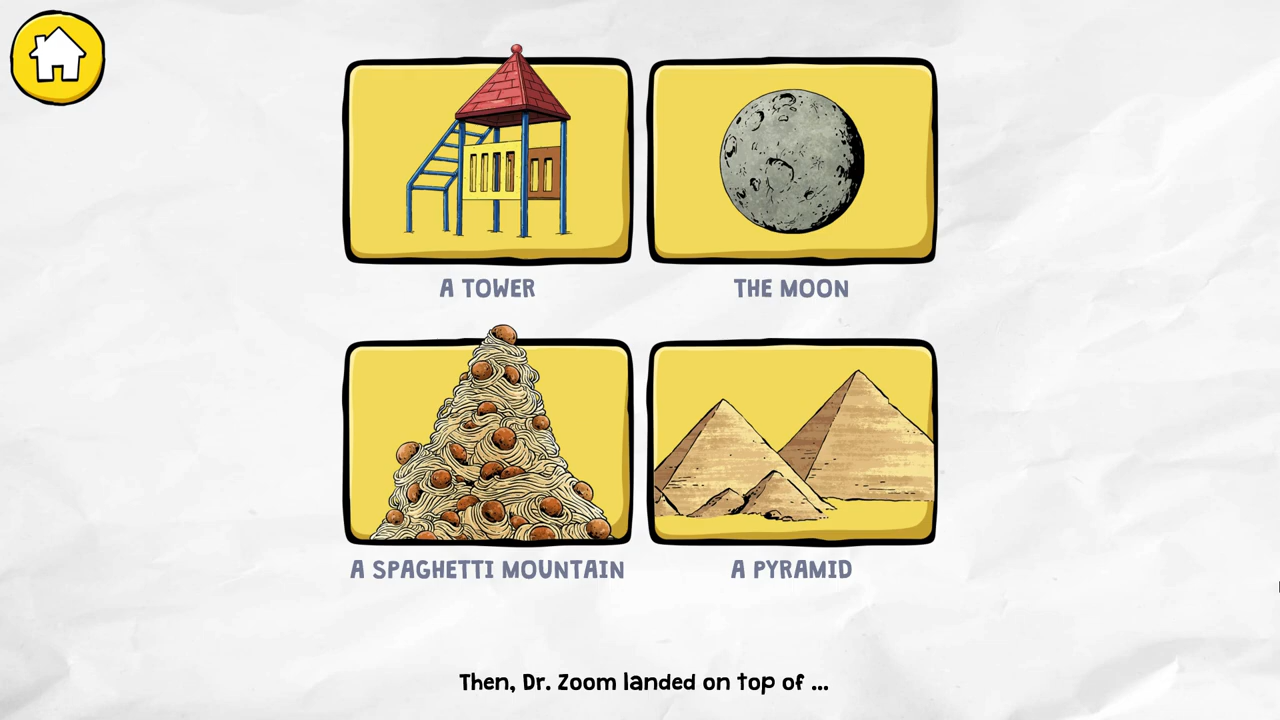 A TOWER
THE MOON
A SPAGHETTI MOUNTAIN
A PYRAMID
Then, Dr. Zoom landed on top of ...